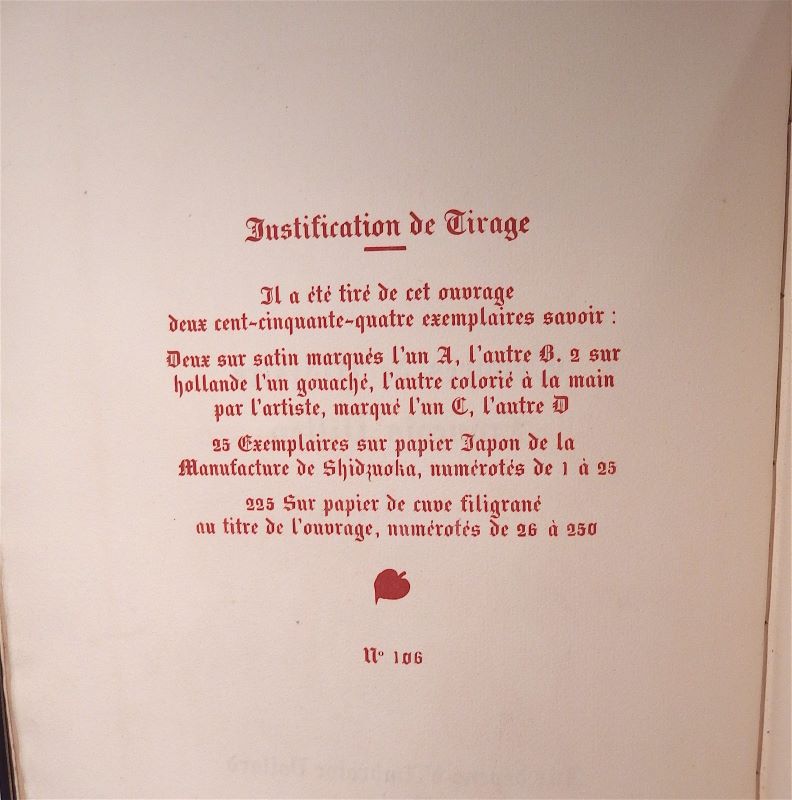 Justification de Tirage
Il a été tiré de cet ouvrage
deux cent-cinquante-quatre exemplaires savoir :
Deux sur satin marqués l'un A, l'autre B. 2 sur
hollande l'un gouaché, l'autre colorié à la main
par l'artiste, marqué l'un C, l'autre D
25 Exemplaires sur papier Japon de la
Manufacture de Shidzuoka, numérotés de 1 à 25
225 Sur papier de cuve filigrané
au titre de l'ouvrage, numérotés de 26 à 250
Nº 106